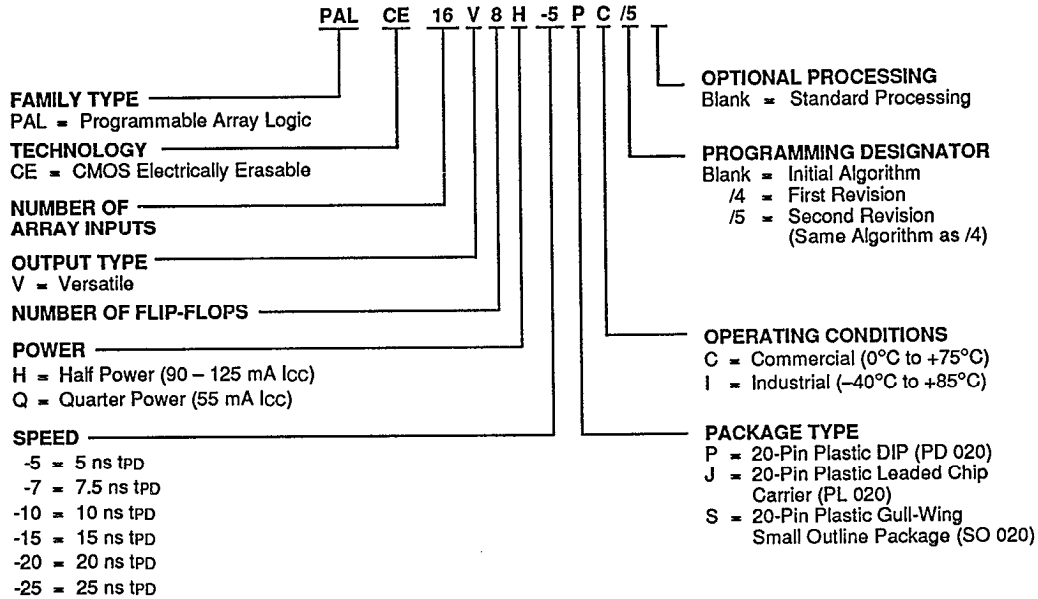 PAL CE 16 V 8 H -5 P C /5
FAMILY TYPE
PAL = Programmable Array Logic
TECHNOLOGY
CE = CMOS Electrically Erasable
NUMBER OF
ARRAY INPUTS
OUTPUT TYPE
V = Versatile
NUMBER OF FLIP-FLOPS
POWER
H = Half Power (90 – 125 mA ICC)
Q = Quarter Power (55 mA ICC)
SPEED
-5 = 5 ns tPD
-7 = 7.5 ns tPD
-10 = 10 ns tPD
-15 = 15 ns tPD
-20 = 20 ns tPD
-25 = 25 ns tPD
OPTIONAL PROCESSING
Blank = Standard Processing
PROGRAMMING DESIGNATOR
Blank = Initial Algorithm
/4 = First Revision
/5 = Second Revision
(Same Algorithm as /4)
OPERATING CONDITIONS
C = Commercial (0°C to +75°C)
I = Industrial (–40°C to +85°C)
PACKAGE TYPE
P = 20-Pin Plastic DIP (PD 020)
J = 20-Pin Plastic Leaded Chip
Carrier (PL 020)
S = 20-Pin Plastic Gull-Wing
Small Outline Package (SO 020)